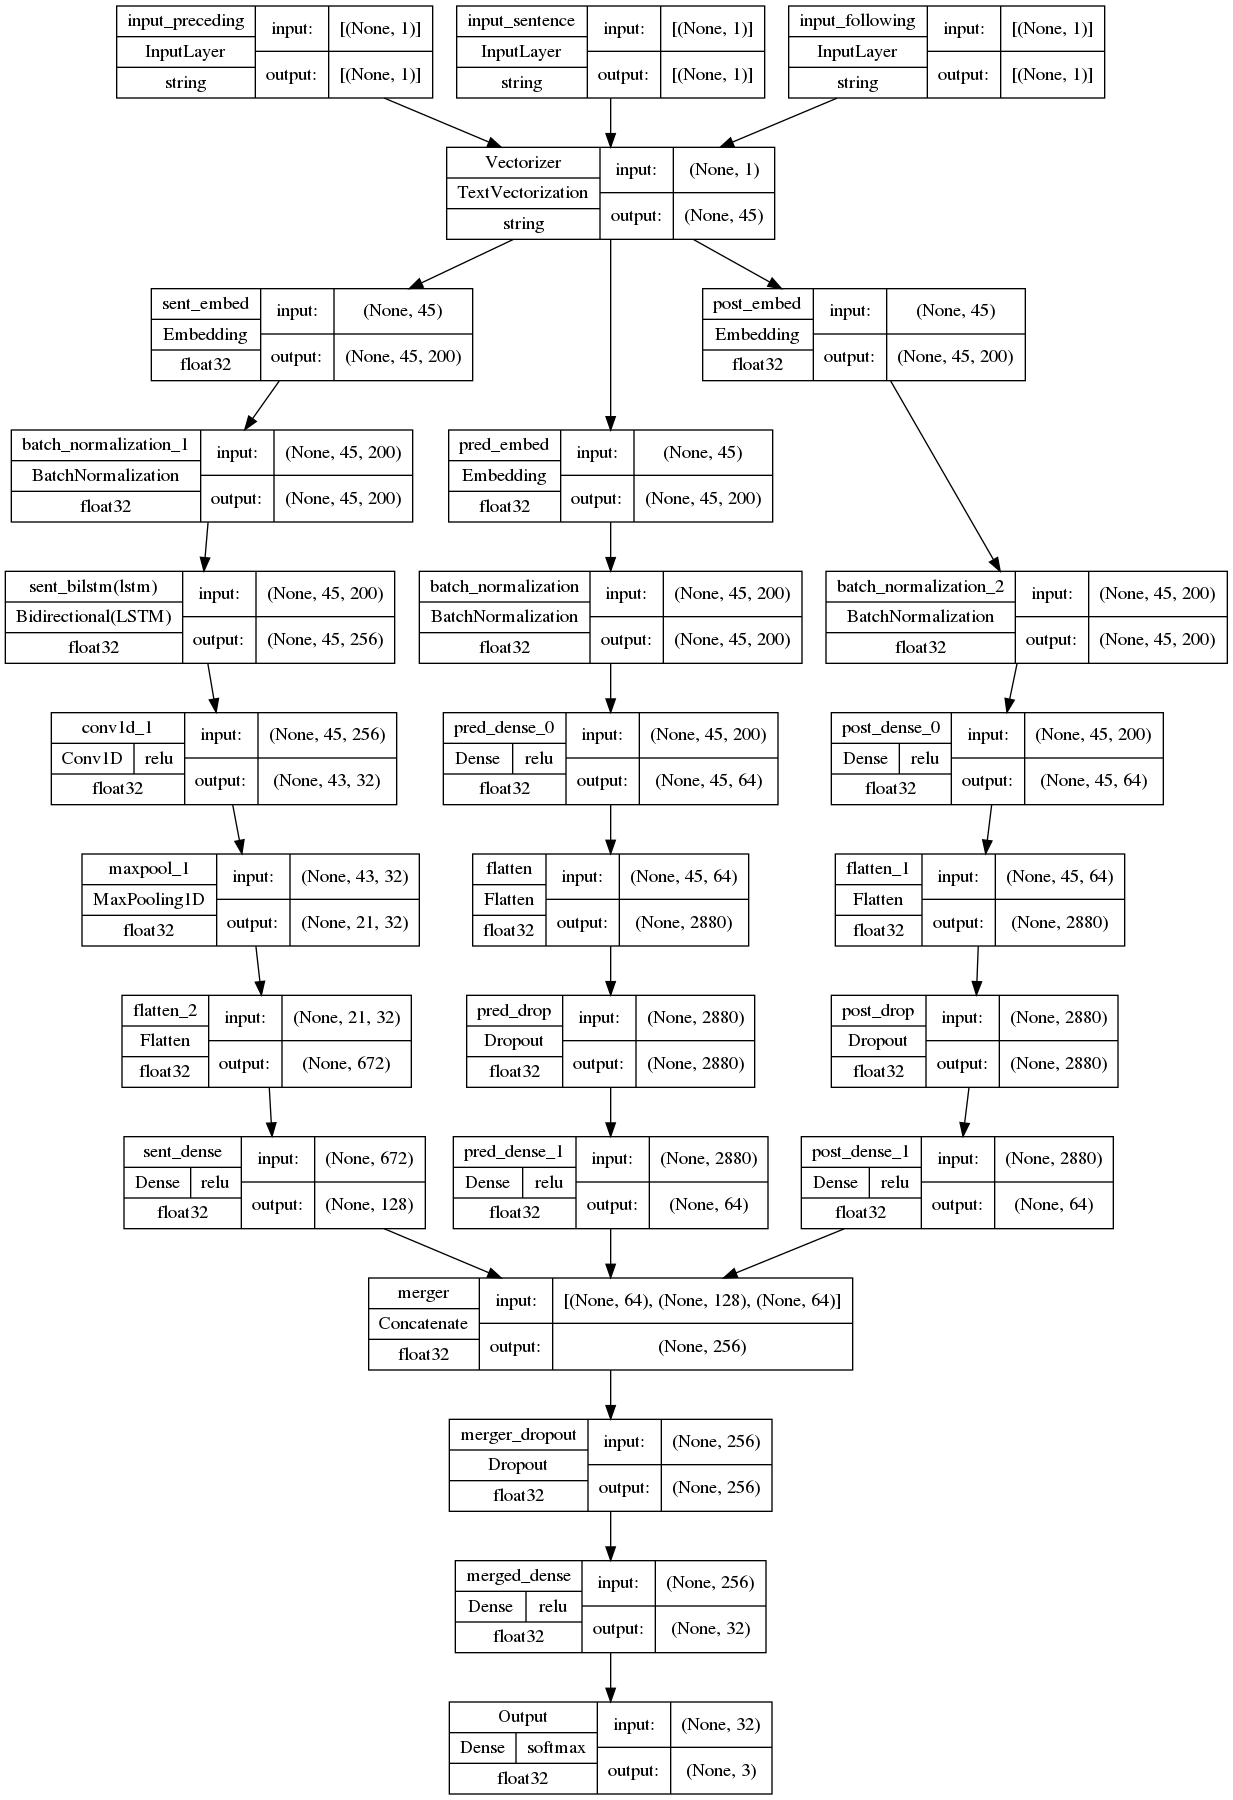 input_preceding
InputLayer
string
input:
[(None, 1)]
output:
[(None, 1)]
input_sentence
InputLayer
string
input:
[(None, 1)]
output:
[(None, 1)]
input_following
InputLayer
string
input:
[(None, 1)]
output:
[(None, 1)]
Vectorizer
TextVectorization
string
input:
(None, 1)
output:
(None, 45)
sent_embed
Embedding
float32
input:
(None, 45)
output:
(None, 45, 200)
post_embed
Embedding
float32
input:
(None, 45)
output:
(None, 45, 200)
batch_normalization_1
BatchNormalization
float32
input:
(None, 45, 200)
output:
(None, 45, 200)
pred_embed
Embedding
float32
input:
(None, 45)
output:
(None, 45, 200)
sent_bilstm(lstm)
Bidirectional(LSTM)
float32
input:
(None, 45, 200)
output:
(None, 45, 256)
batch_normalization
BatchNormalization
float32
input:
(None, 45, 200)
output:
(None, 45, 200)
batch_normalization_2
BatchNormalization
float32
input:
(None, 45, 200)
output:
(None, 45, 200)
conv1d_1
Conv1D relu
float32
input:
(None, 45, 256)
output:
(None, 43, 32)
pred_dense_0
Dense relu
float32
input:
(None, 45, 200)
output:
(None, 45, 64)
post_dense_0
Dense relu
float32
input:
(None, 45, 200)
output:
(None, 45, 64)
maxpool_1
MaxPooling1D
float32
input:
(None, 43, 32)
output:
(None, 21, 32)
flatten
Flatten
float32
input:
(None, 45, 64)
output:
(None, 2880)
flatten_1
Flatten
float32
input:
(None, 45, 64)
output:
(None, 2880)
flatten_2
Flatten
float32
input:
(None, 21, 32)
output:
(None, 672)
pred_drop
Dropout
float32
input:
(None, 2880)
output:
(None, 2880)
post_drop
Dropout
float32
input:
(None, 2880)
output:
(None, 2880)
sent_dense
Dense relu
float32
input:
(None, 672)
output:
(None, 128)
pred_dense_1
Dense relu
float32
input:
(None, 2880)
output:
(None, 64)
post_dense_1
Dense relu
float32
input:
(None, 2880)
output:
(None, 64)
merger
Concatenate
float32
input:
[(None, 64), (None, 128), (None, 64)]
output:
(None, 256)
merger_dropout
Dropout
float32
input:
(None, 256)
output:
(None, 256)
merged_dense
Dense relu
float32
input:
(None, 256)
output:
(None, 32)
Output
Dense softmax
float32
input:
(None, 32)
output:
(None, 3)